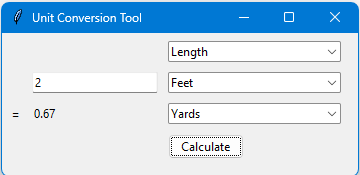 Unit Conversion Tool
Length
2 Feet
= 0.67 Yards
Calculate